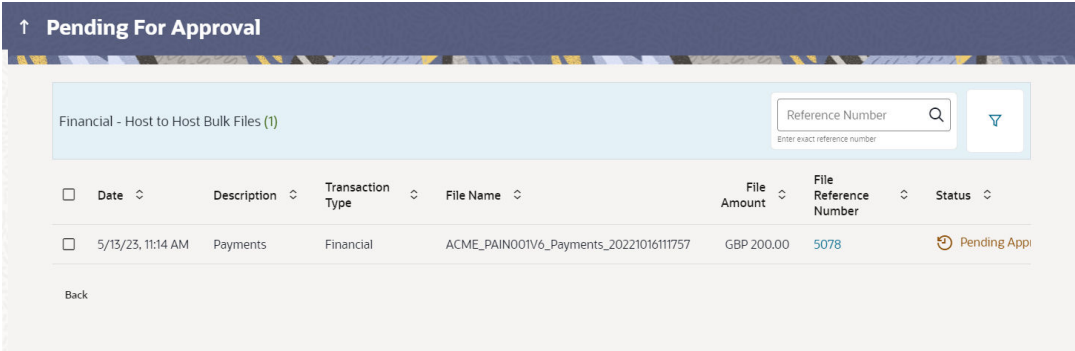 Pending For Approval
Financial - Host to Host Bulk Files (1)
Reference Number
Enter exact reference number
Date Description Transaction Type File Name File Amount File Reference Number Status
5/13/23, 11:14 AM Payments Financial ACME_PAIN001V6_Payments_20221016111757 GBP 200.00 5078 Pending Appr
Back